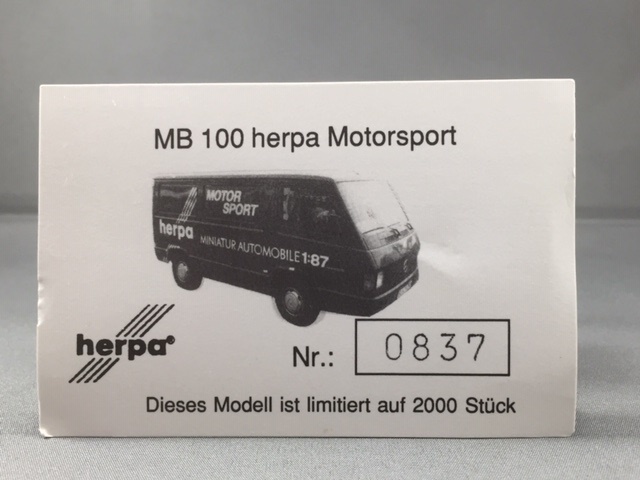 MB 100 herpa Motorsport
MOTOR
SPORT
herpa
MINIATUR AUTOMOBILE 1:87
herpa®
Nr.: 0837
Dieses Modell ist limitiert auf 2000 Stück